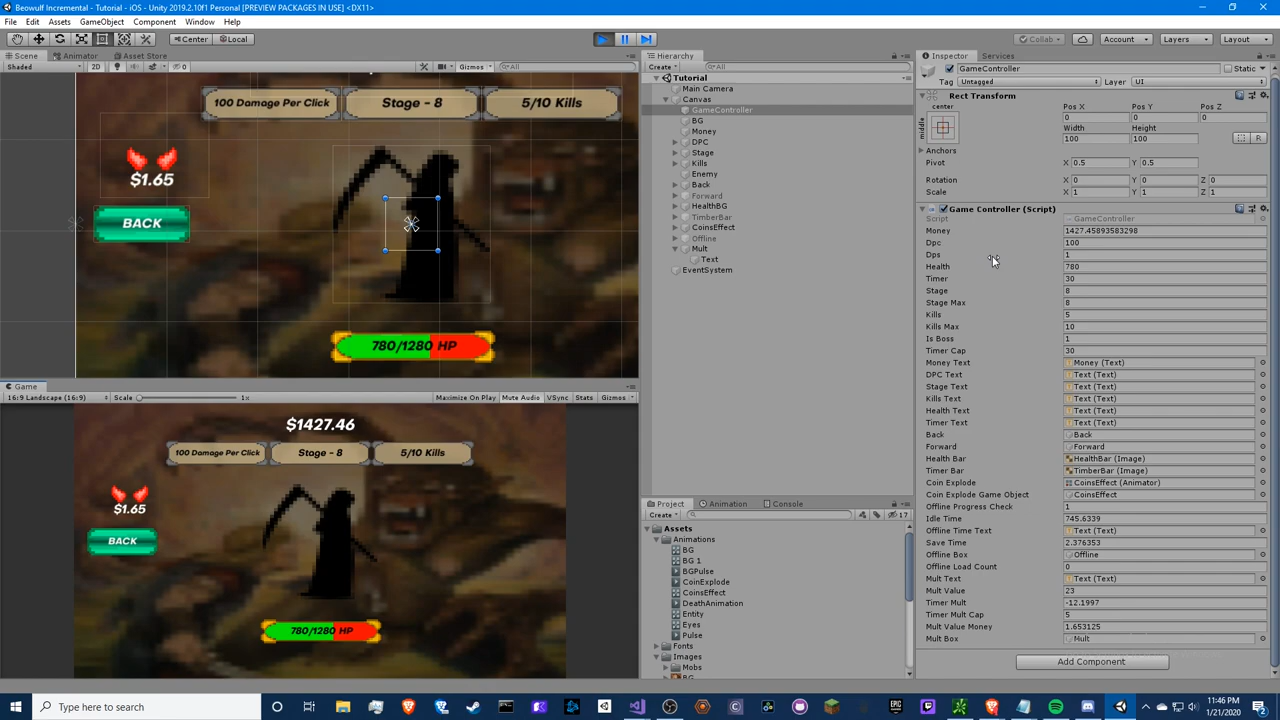 Beowulf Incremental - Tutorial - iOS - Unity 2019.2.10f1 Personal [PREVIEW PACKAGES IN USE] <DX11>
File Edit Assets GameObject Component Window Help
Center Local Collab Account Layers Layout
Scene Animator Asset Store
Shaded 2D 0 Gizmos All
100 Damage Per Click Stage - 8 5/10 Kills
$1.65
BACK
780/1280 HP
Game
16:9 Landscape (16:9) Scale 1x Maximize On Play Mute Audio VSync Stats Gizmos
$1427.46
100 Damage Per Click Stage - 8 5/10 Kills
$1.65
BACK
780/1280 HP
Hierarchy
Create All
Tutorial
Main Camera
Canvas
GameController
BG
Money
DPC
Stage
Kills
Enemy
Back
Forward
HealthBG
TimberBar
CoinsEffect
Offline
Mult
Text
EventSystem
Project Animation Console
Create 17
Assets
Animations
BG
BG 1
BGPulse
CoinExplode
CoinsEffect
DeathAnimation
Entity
Eyes
Pulse
Fonts
Images
Mobs
BG
Inspector Services
GameController Static
Tag Untagged Layer UI
Rect Transform
center Pos X Pos Y Pos Z
middle 0 0 0
Width Height
100 100 R
Anchors
Pivot X 0.5 Y 0.5
Rotation X 0 Y 0 Z 0
Scale X 1 Y 1 Z 1
Game Controller (Script)
Script GameController
Money 1427.45893583298
Dpc 100
Dps 1
Health 780
Timer 30
Stage 8
Stage Max 8
Kills 5
Kills Max 10
Is Boss 1
Timer Cap 30
Money Text Money (Text)
DPC Text Text (Text)
Stage Text Text (Text)
Kills Text Text (Text)
Health Text Text (Text)
Timer Text Text (Text)
Back Back
Forward Forward
Health Bar HealthBar (Image)
Timer Bar TimberBar (Image)
Coin Explode CoinsEffect (Animator)
Coin Explode Game Object CoinsEffect
Offline Progress Check 1
Idle Time 745.6339
Offline Time Text Text (Text)
Save Time 2.376353
Offline Box Offline
Offline Load Count 0
Mult Text Text (Text)
Mult Value 23
Timer Mult -12.1997
Timer Mult Cap 5
Mult Value Money 1.653125
Mult Box Mult
Add Component
Type here to search
11:46 PM
1/21/2020